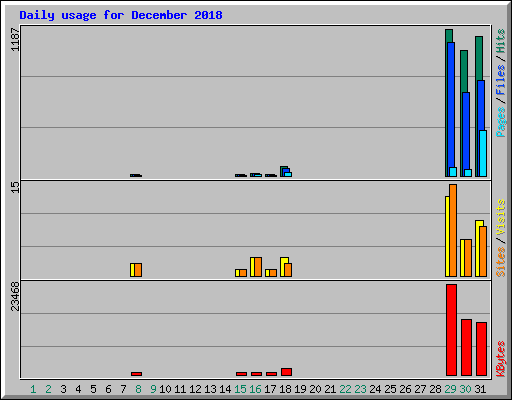 Daily usage for December 2018
1187
Pages / Files / Hits
15
Sites / Visits
23468
KBytes
1 2 3 4 5 6 7 8 9 10 11 12 13 14 15 16 17 18 19 20 21 22 23 24 25 26 27 28 29 30 31